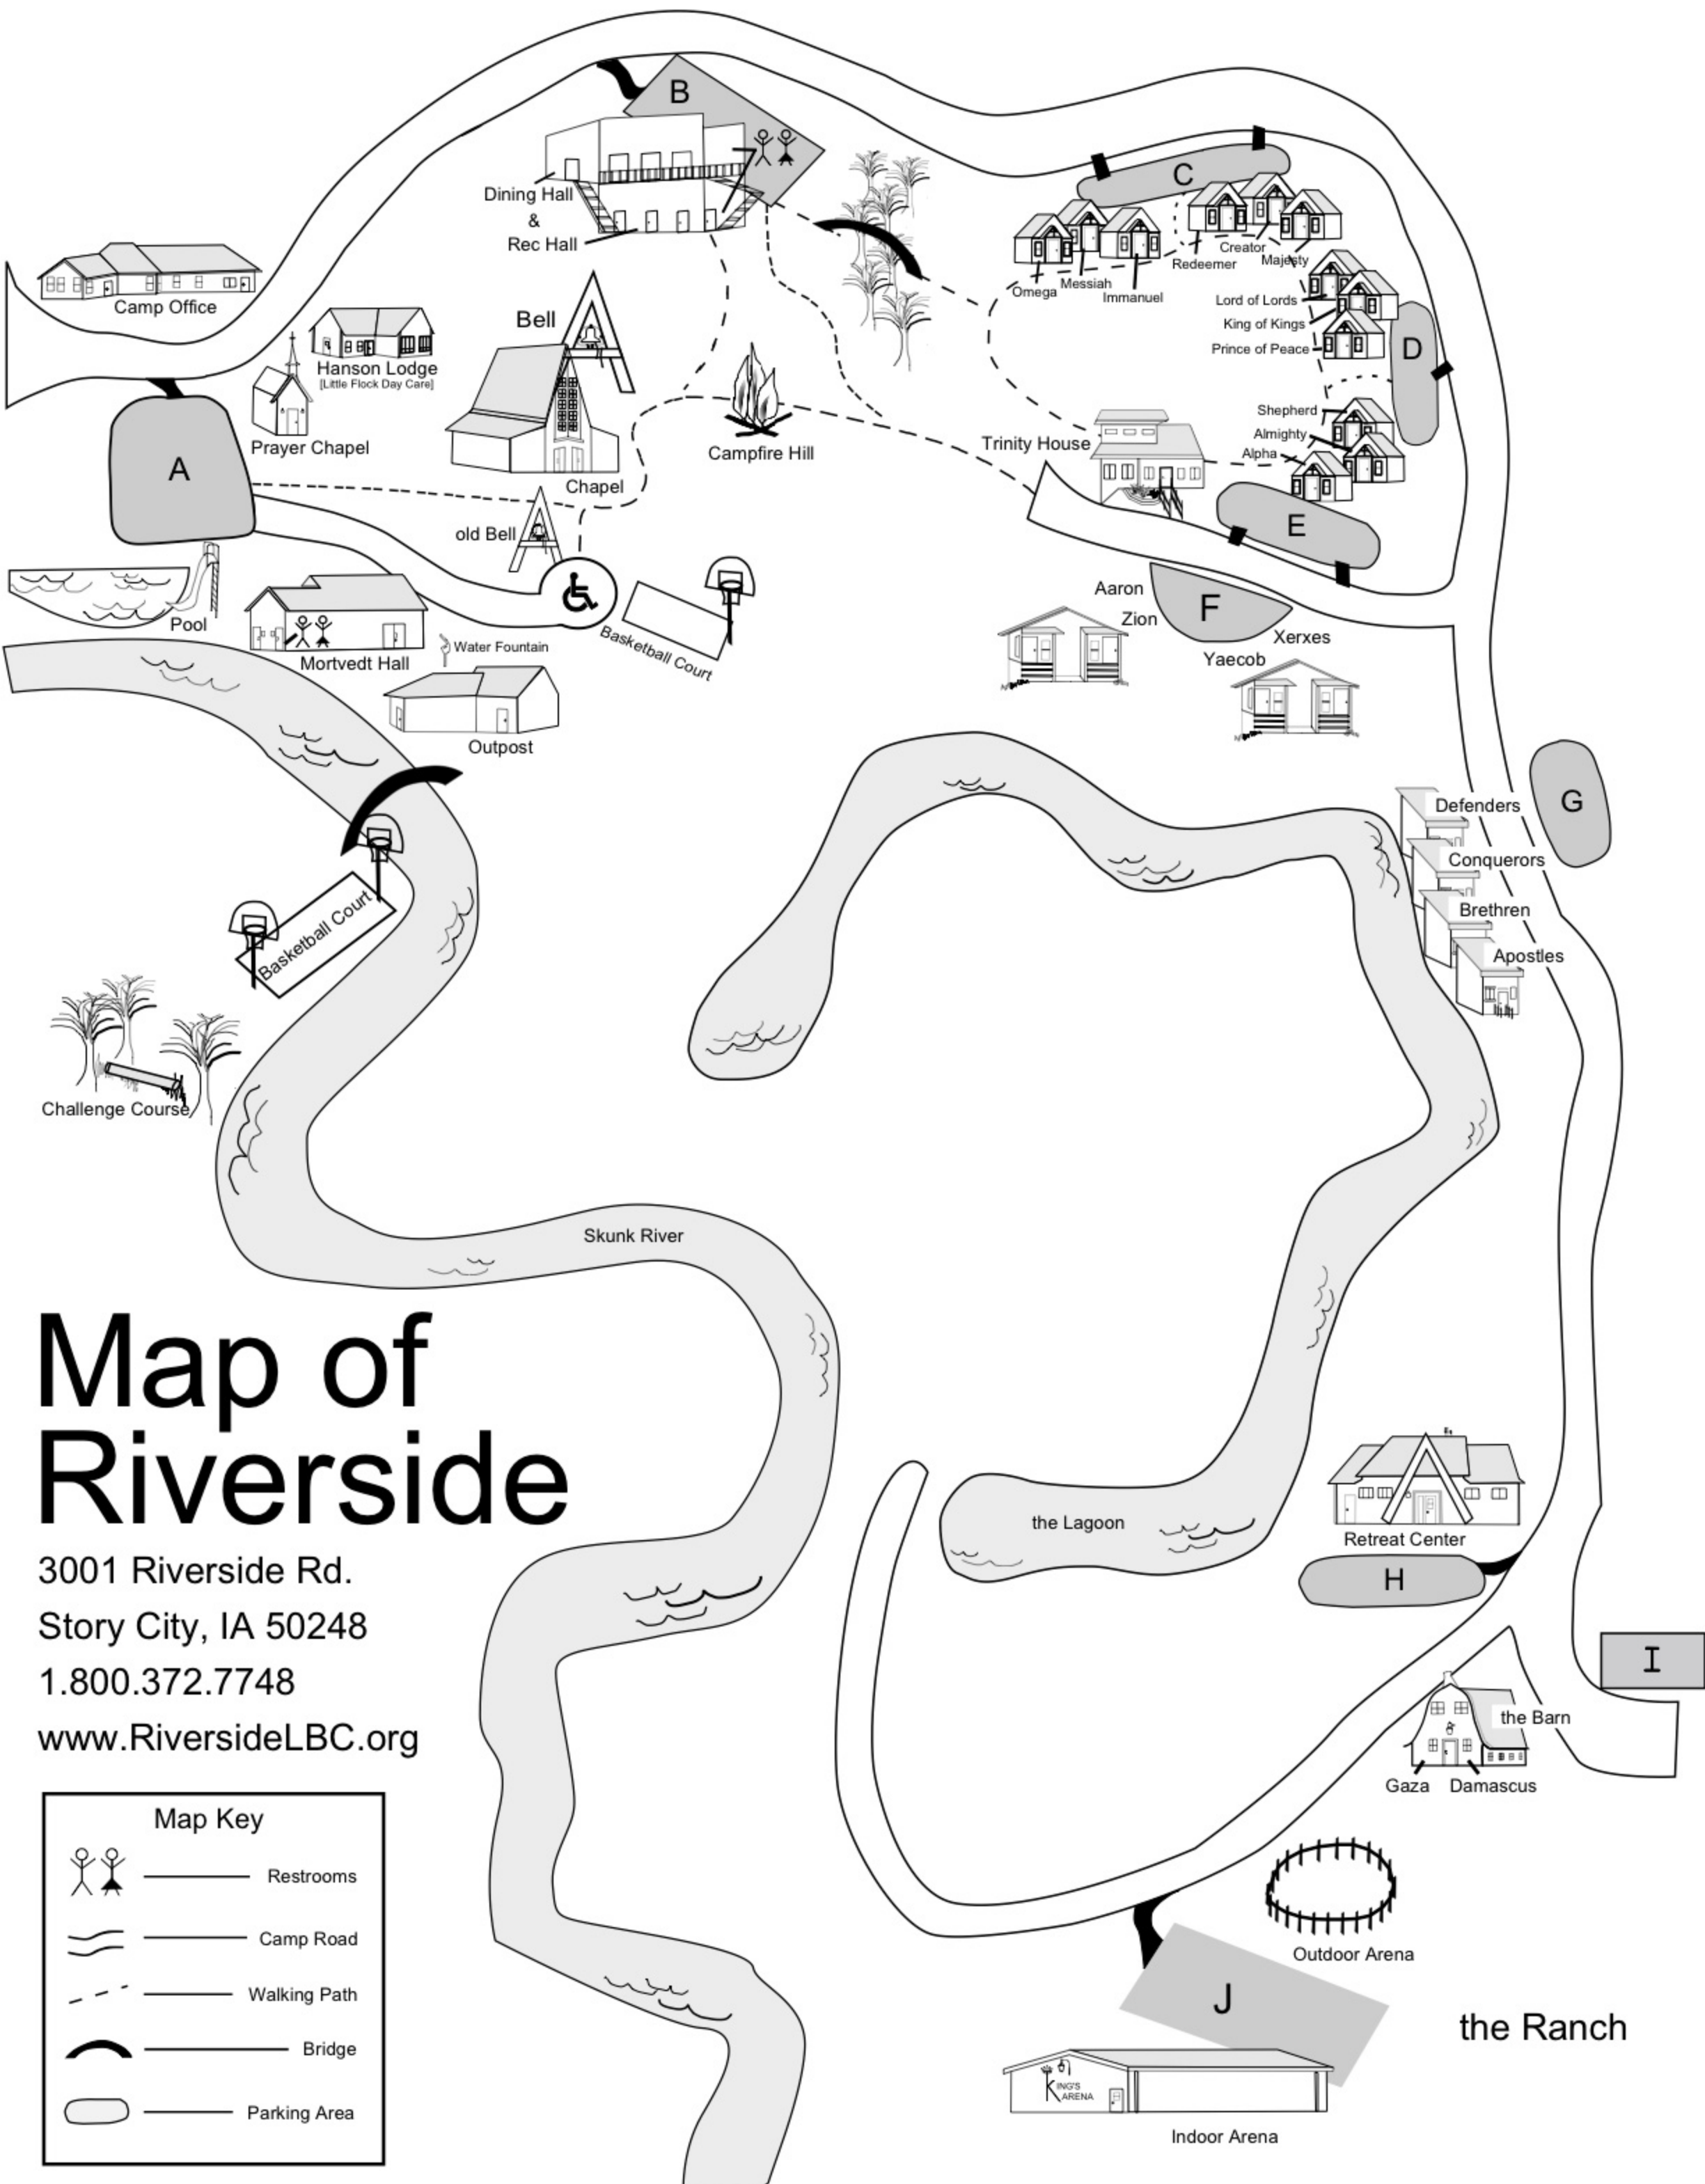 B
Dining Hall
&
Rec Hall
C
Camp Office
Omega
Messiah
Immanuel
Redeemer
Creator
Majesty
Lord of Lords
King of Kings
Prince of Peace
D
Bell
Hanson Lodge
[Little Flock Day Care]
Prayer Chapel
A
Chapel
Campfire Hill
Trinity House
Shepherd
Almighty
Alpha
E
old Bell
Pool
Mortvedt Hall
Water Fountain
Outpost
Basketball Court
Aaron
Zion
F
Xerxes
Yaecob
G
Defenders
Conquerors
Brethren
Apostles
Basketball Court
Challenge Course
Skunk River
the Lagoon
Retreat Center
H
I
the Barn
Gaza
Damascus
Outdoor Arena
J
the Ranch
KING'S
ARENA
Indoor Arena
Map of
Riverside
3001 Riverside Rd.
Story City, IA 50248
1.800.372.7748
www.RiversideLBC.org
Map Key
Restrooms
Camp Road
Walking Path
Bridge
Parking Area